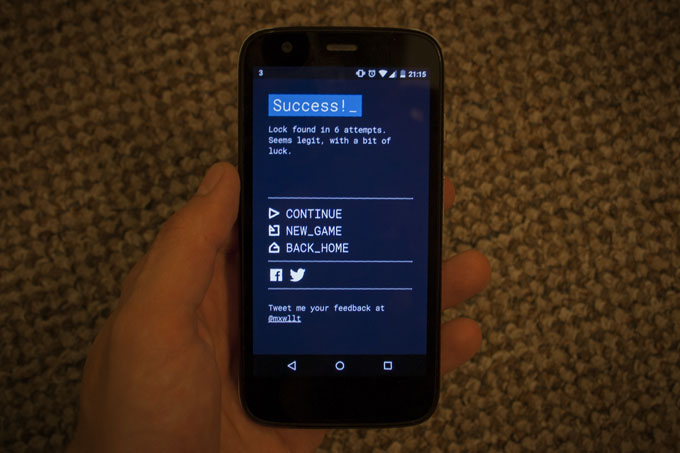 3 21:15
Success!_
Lock found in 6 attempts.
Seems legit, with a bit of
luck.
CONTINUE
NEW_GAME
BACK_HOME
Tweet me your feedback at
@mxwllt